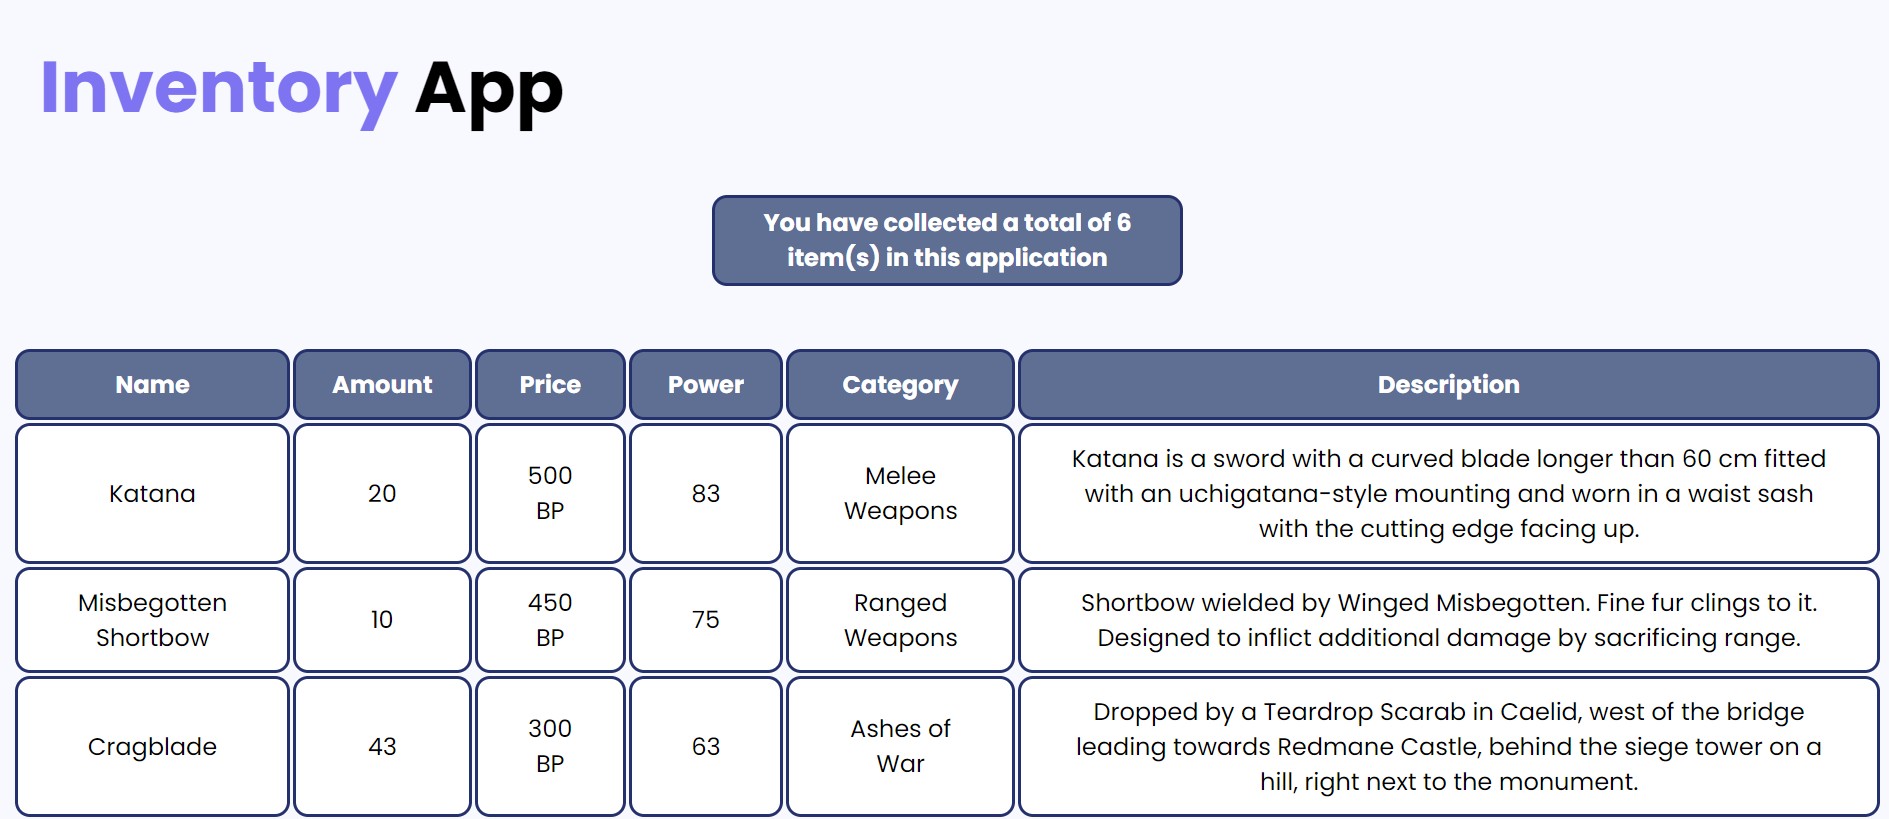 Inventory App
You have collected a total of 6
item(s) in this application
Name Amount Price Power Category Description
Katana 20 500 BP 83 Melee Weapons Katana is a sword with a curved blade longer than 60 cm fitted
with an uchigatana-style mounting and worn in a waist sash
with the cutting edge facing up.
Misbegotten Shortbow 10 450 BP 75 Ranged Weapons Shortbow wielded by Winged Misbegotten. Fine fur clings to it.
Designed to inflict additional damage by sacrificing range.
Cragblade 43 300 BP 63 Ashes of War Dropped by a Teardrop Scarab in Caelid, west of the bridge
leading towards Redmane Castle, behind the siege tower on a
hill, right next to the monument.